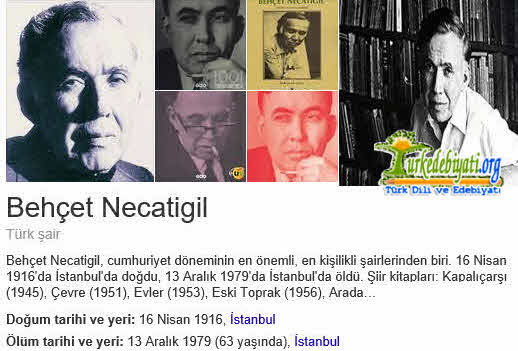 BEHÇET NECATİGİL
1001
Turkedebiyati.org
Türk Dili ve Edebiyatı
Behçet Necatigil
Türk şair
Behçet Necatigil, cumhuriyet döneminin en önemli, en kişilikli şairlerinden biri. 16 Nisan
1916'da İstanbul'da doğdu, 13 Aralık 1979'da İstanbul'da öldü. Şiir kitapları: Kapalıçarşı
(1945), Çevre (1951), Evler (1953), Eski Toprak (1956), Arada…
Doğum tarihi ve yeri: 16 Nisan 1916, İstanbul
Ölüm tarihi ve yeri: 13 Aralık 1979 (63 yaşında), İstanbul